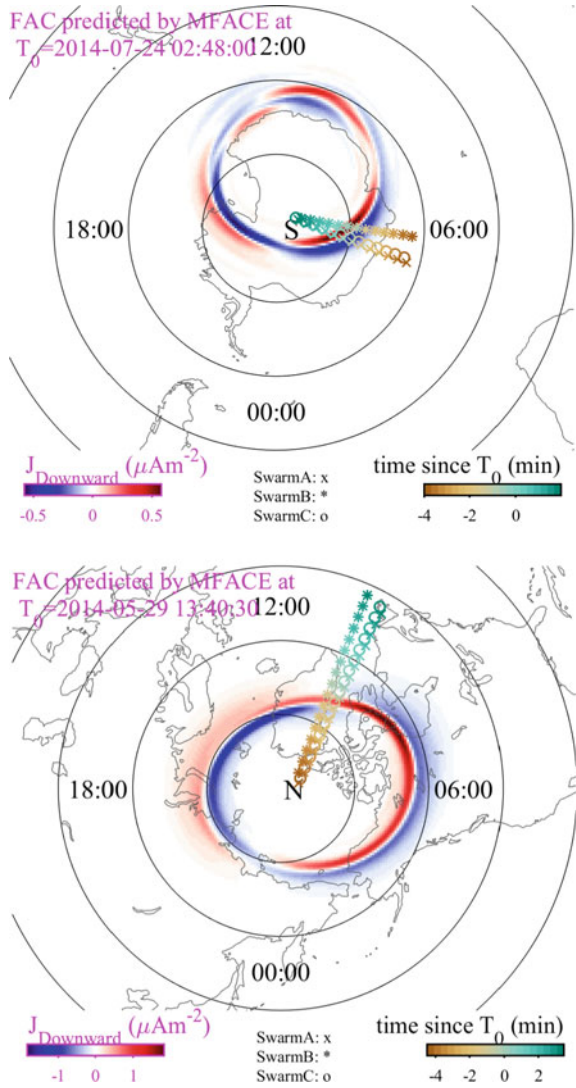 FAC predicted by MFACE at
T0=2014-07-24 02:48:00
12:00
18:00
S
06:00
00:00
JDownward (μAm-2)
-0.5 0 0.5
SwarmA: x
SwarmB: *
SwarmC: o
time since T0 (min)
-4 -2 0
FAC predicted by MFACE at
T0=2014-05-29 13:40:30
12:00
18:00
N
06:00
00:00
JDownward (μAm-2)
-1 0 1
SwarmA: x
SwarmB: *
SwarmC: o
time since T0 (min)
-4 -2 0 2